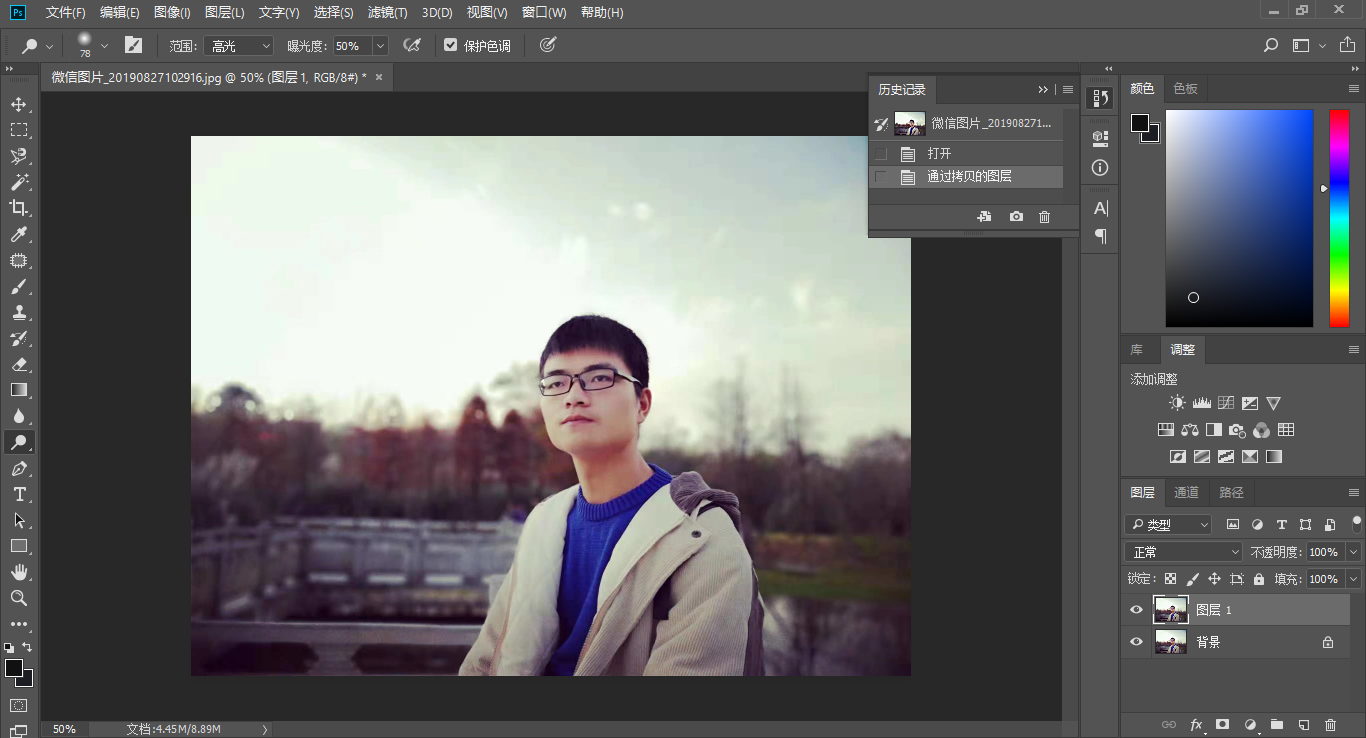 Ps 文件(F) 编辑(E) 图像(I) 图层(L) 文字(Y) 选择(S) 滤镜(T) 3D(D) 视图(V) 窗口(W) 帮助(H)
78 范围: 高光 曝光度: 50% 保护色调
微信图片_20190827102916.jpg @ 50% (图层 1, RGB/8#) * ×
历史记录
微信图片_201908271...
打开
通过拷贝的图层
颜色 色板
库 调整
添加调整
图层 通道 路径
类型
正常 不透明度: 100%
锁定: 填充: 100%
图层 1
背景
fx
50% 文档:4.45M/8.89M